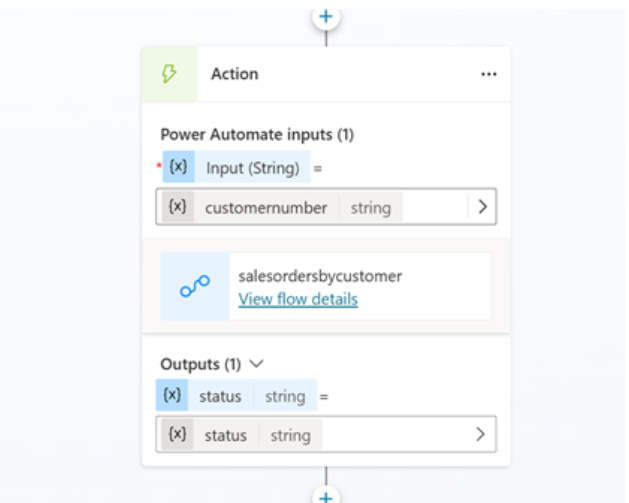 Action
Power Automate inputs (1)
* {x} Input (String) =
{x} customernumber string
salesordersbycustomer
View flow details
Outputs (1)
{x} status string =
{x} status string